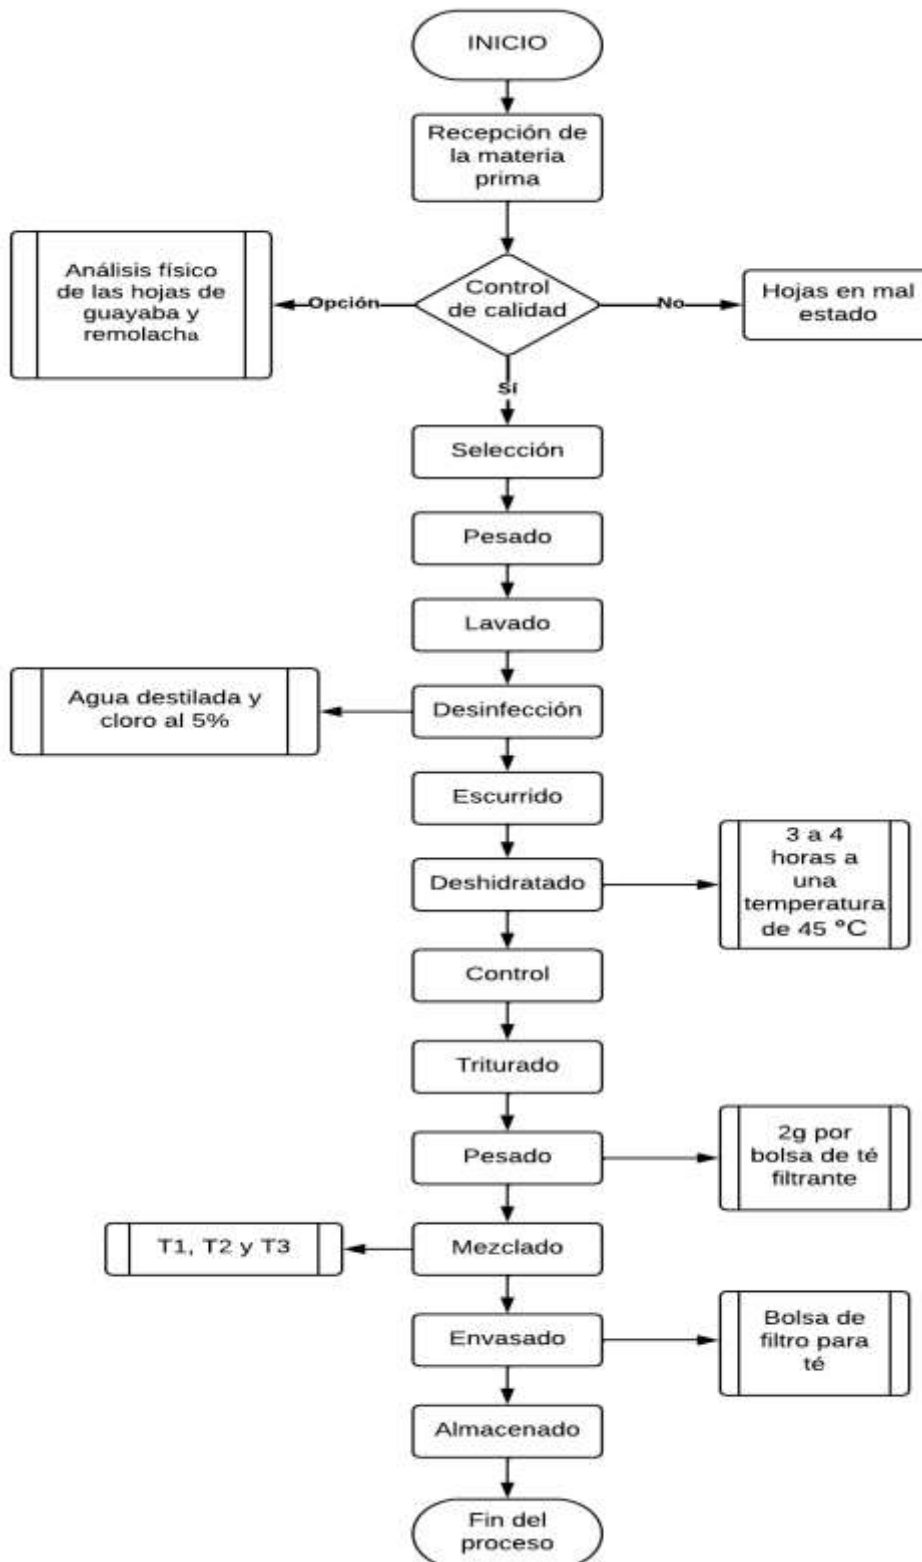 INICIO
Recepción de
la materia
prima
Análisis físico
de las hojas de
guayaba y
remolacha
Opción
Control
de calidad
No
Hojas en mal
estado
Sí
Selección
Pesado
Lavado
Agua destilada y
cloro al 5%
Desinfección
Escurrido
Deshidratado
3 a 4
horas a
una
temperatura
de 45 °C
Control
Triturado
Pesado
2g por
bolsa de té
filtrante
T1, T2 y T3
Mezclado
Envasado
Bolsa de
filtro para
té
Almacenado
Fin del
proceso